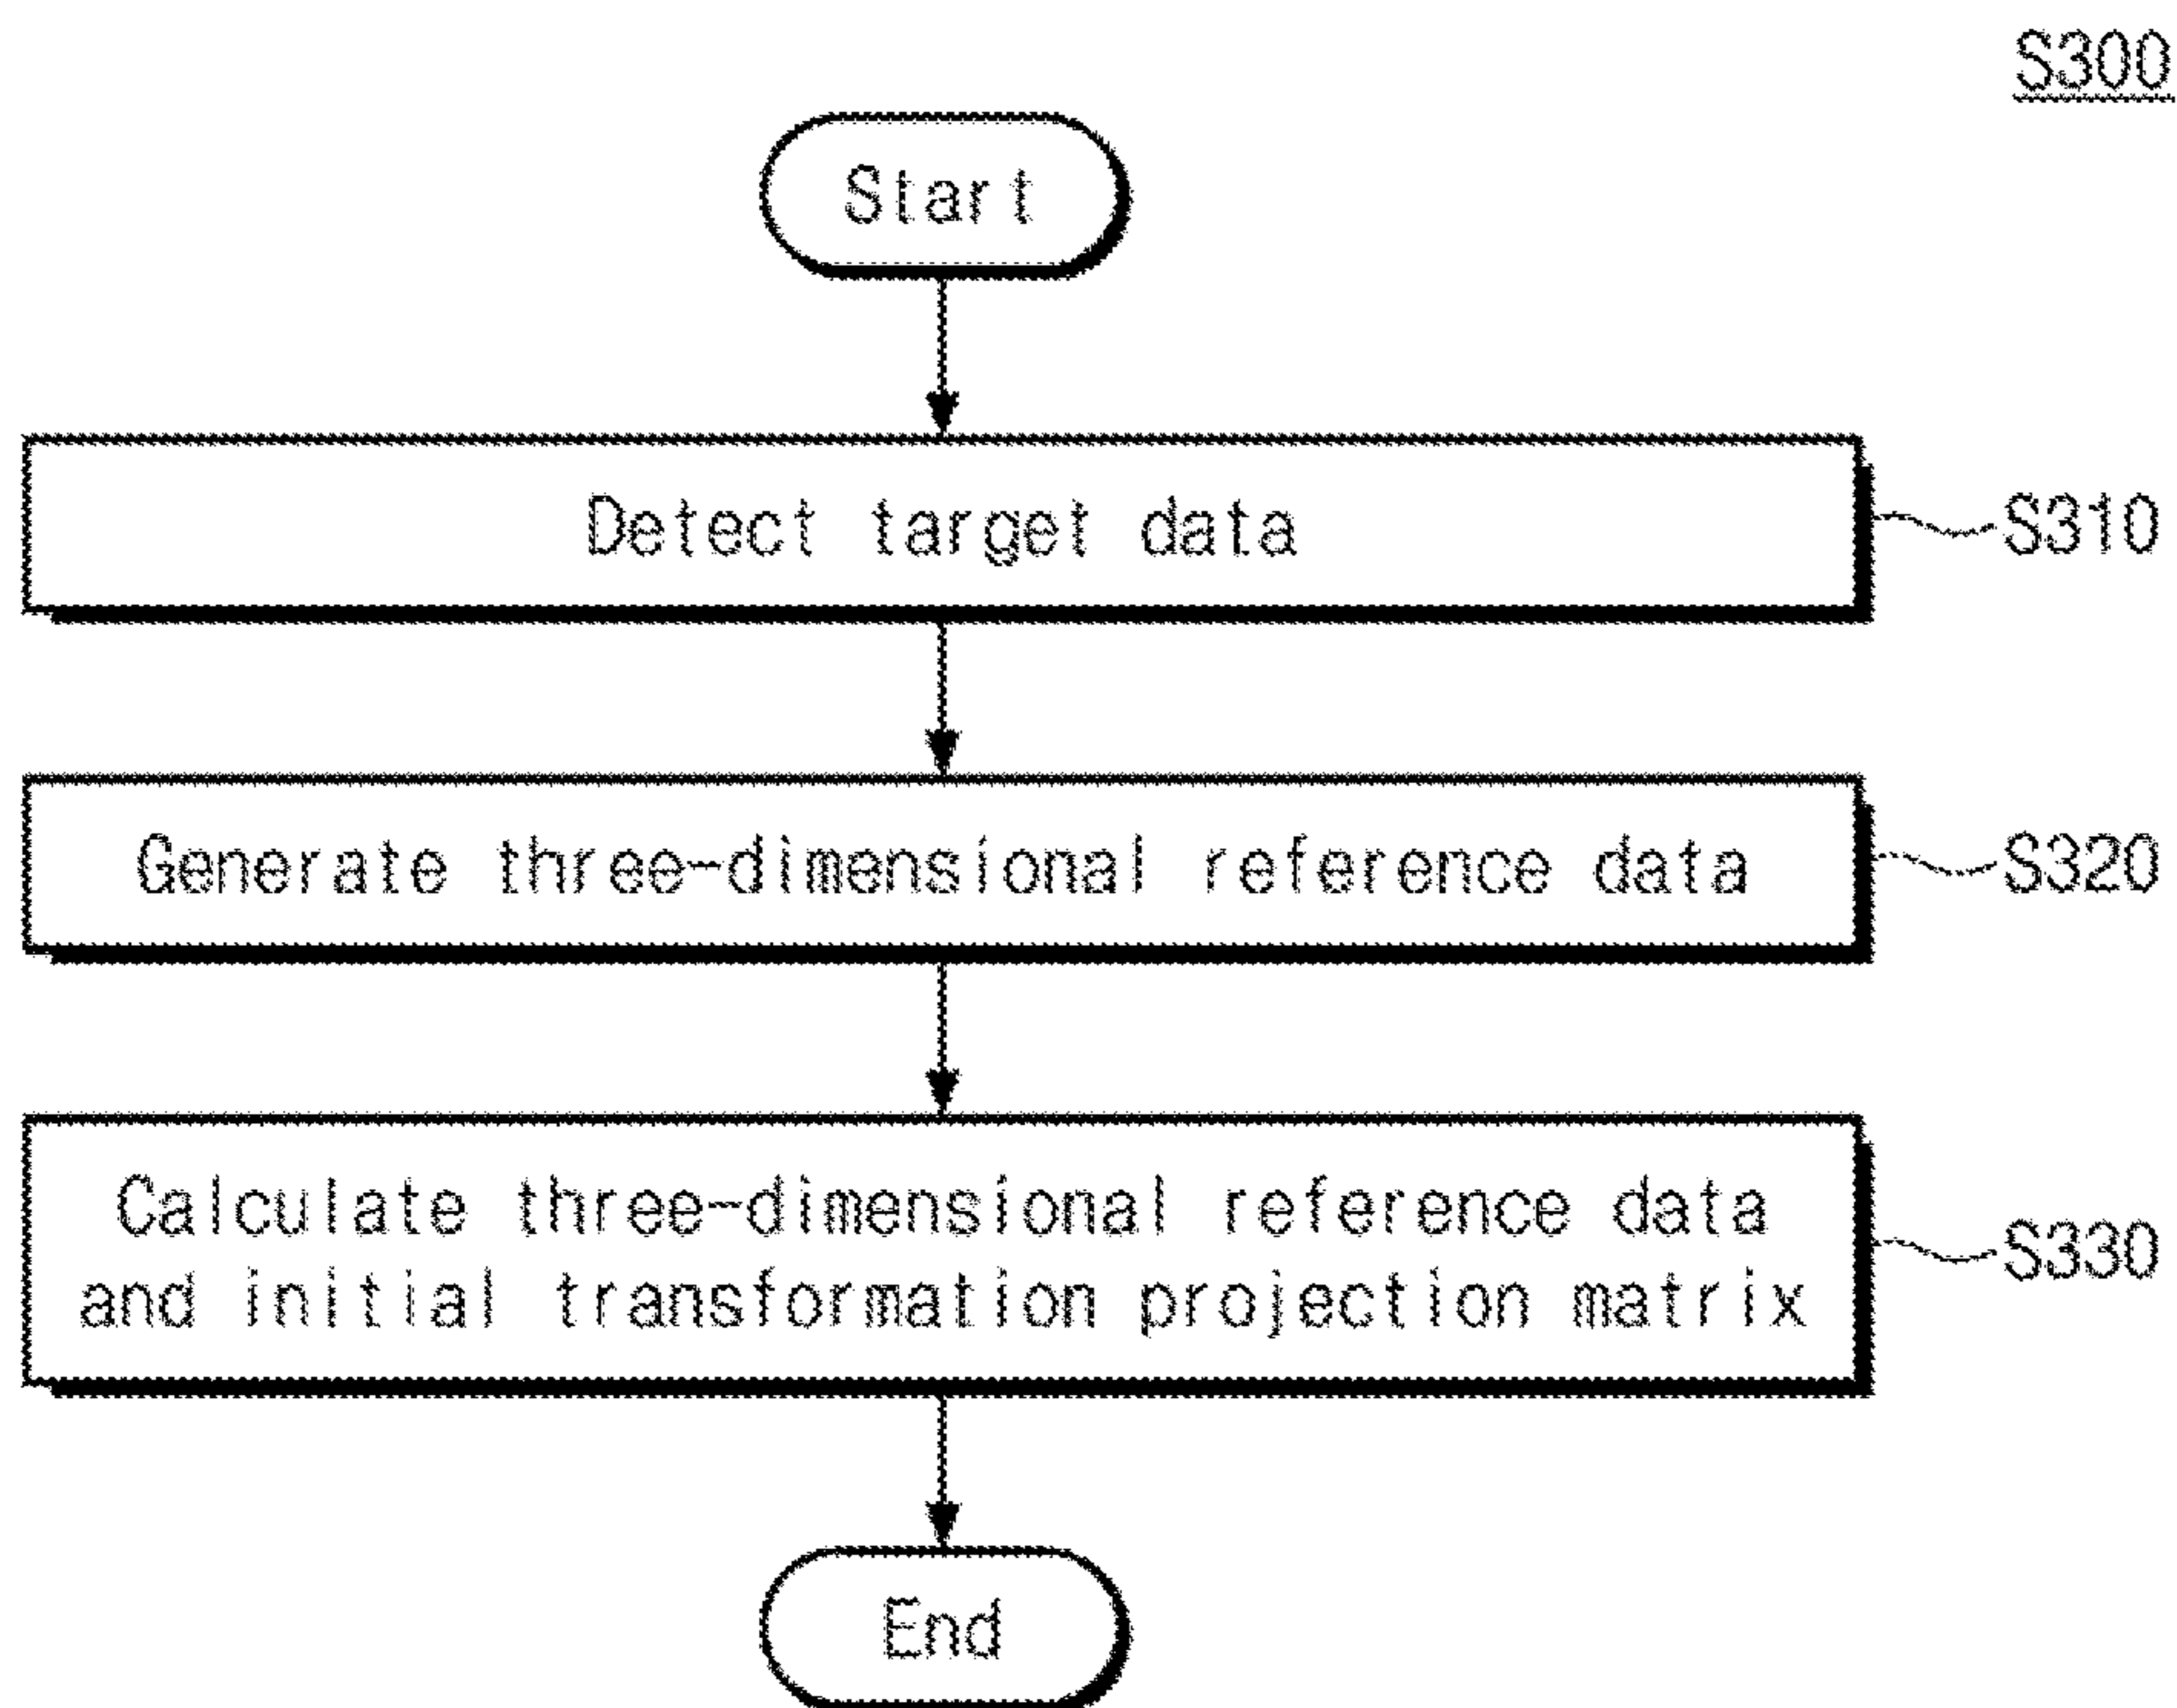 S300
Start
Detect target data
S310
Generate three-dimensional reference data
S320
Calculate three-dimensional reference data
and initial transformation projection matrix
S330
End